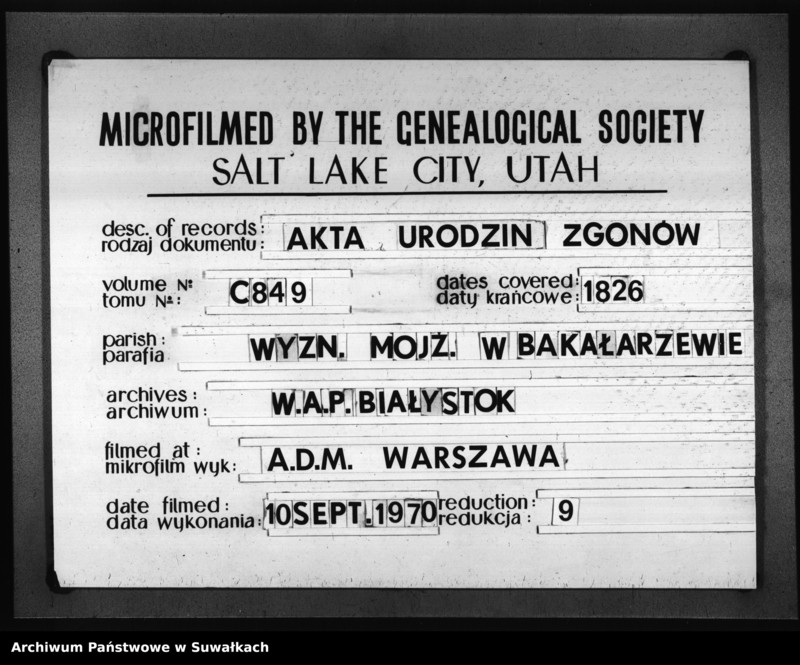 MICROFILMED BY THE GENEALOGICAL SOCIETY
SALT LAKE CITY, UTAH
desc. of records: AKTA URODZIN ZGONÓW
rodzaj dokumentu:
volume №: C849 dates covered: 1826
tomu №: daty krańcowe:
parish: WYZN. MOJŻ. W BAKAŁARZEWIE
parafia
archives: W.A.P. BIAŁYSTOK
archiwum:
filmed at: A.D.M. WARSZAWA
mikrofilm wyk:
date filmed: 10 SEPT. 1970 reduction: 9
data wykonania: redukcja:
Archiwum Państwowe w Suwałkach